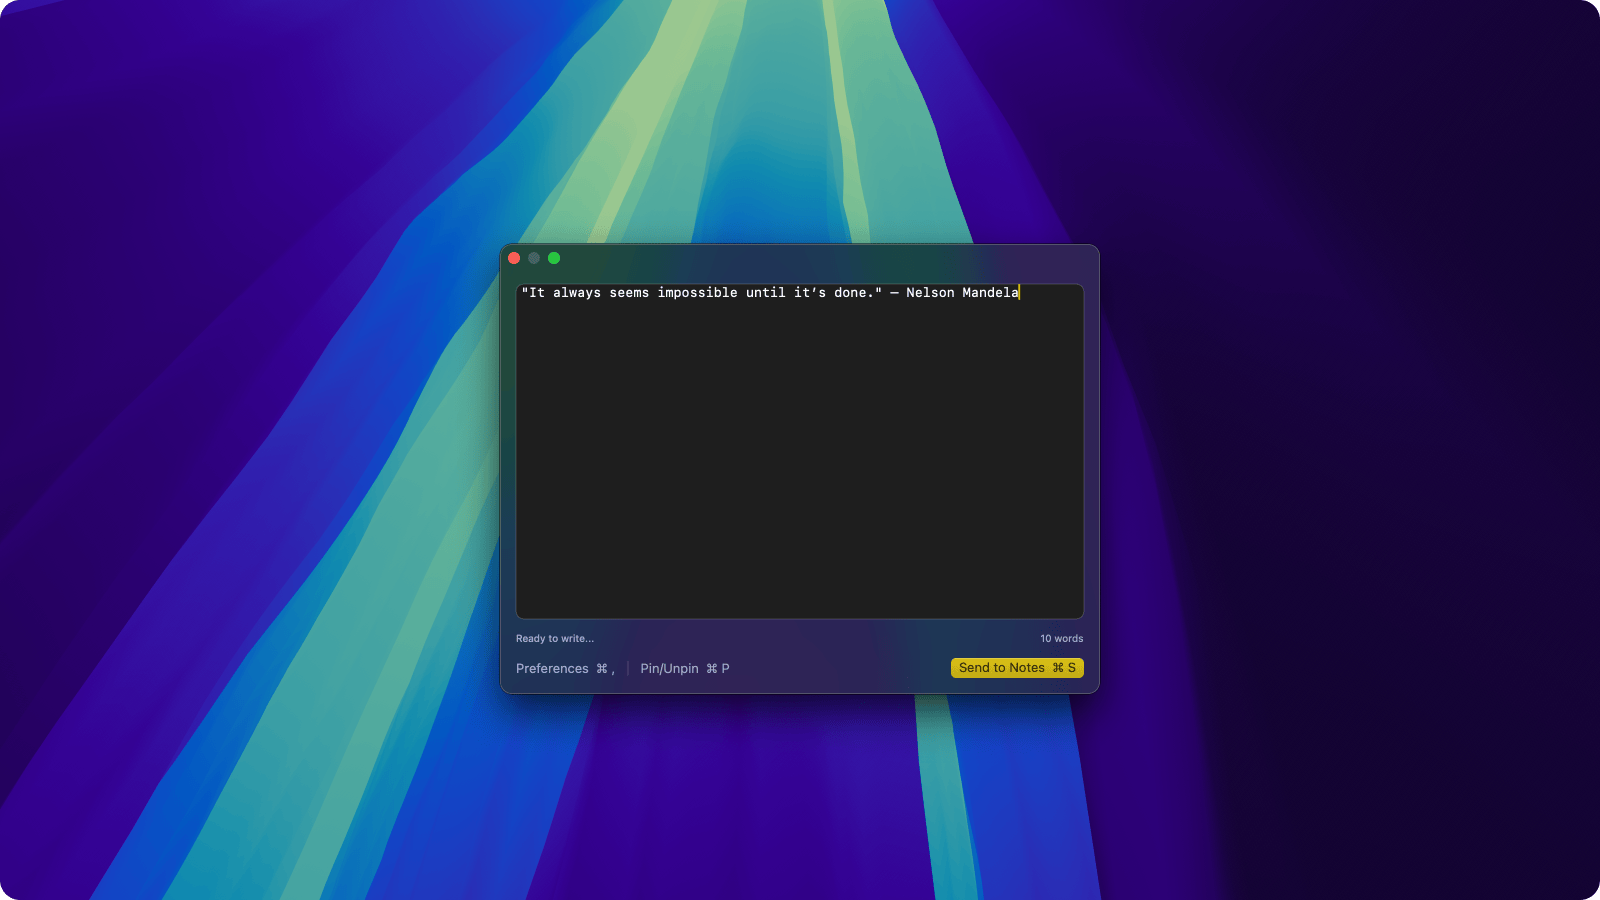 "It always seems impossible until it’s done." — Nelson Mandela
Ready to write... 10 words
Preferences ⌘ , | Pin/Unpin ⌘ P Send to Notes ⌘ S